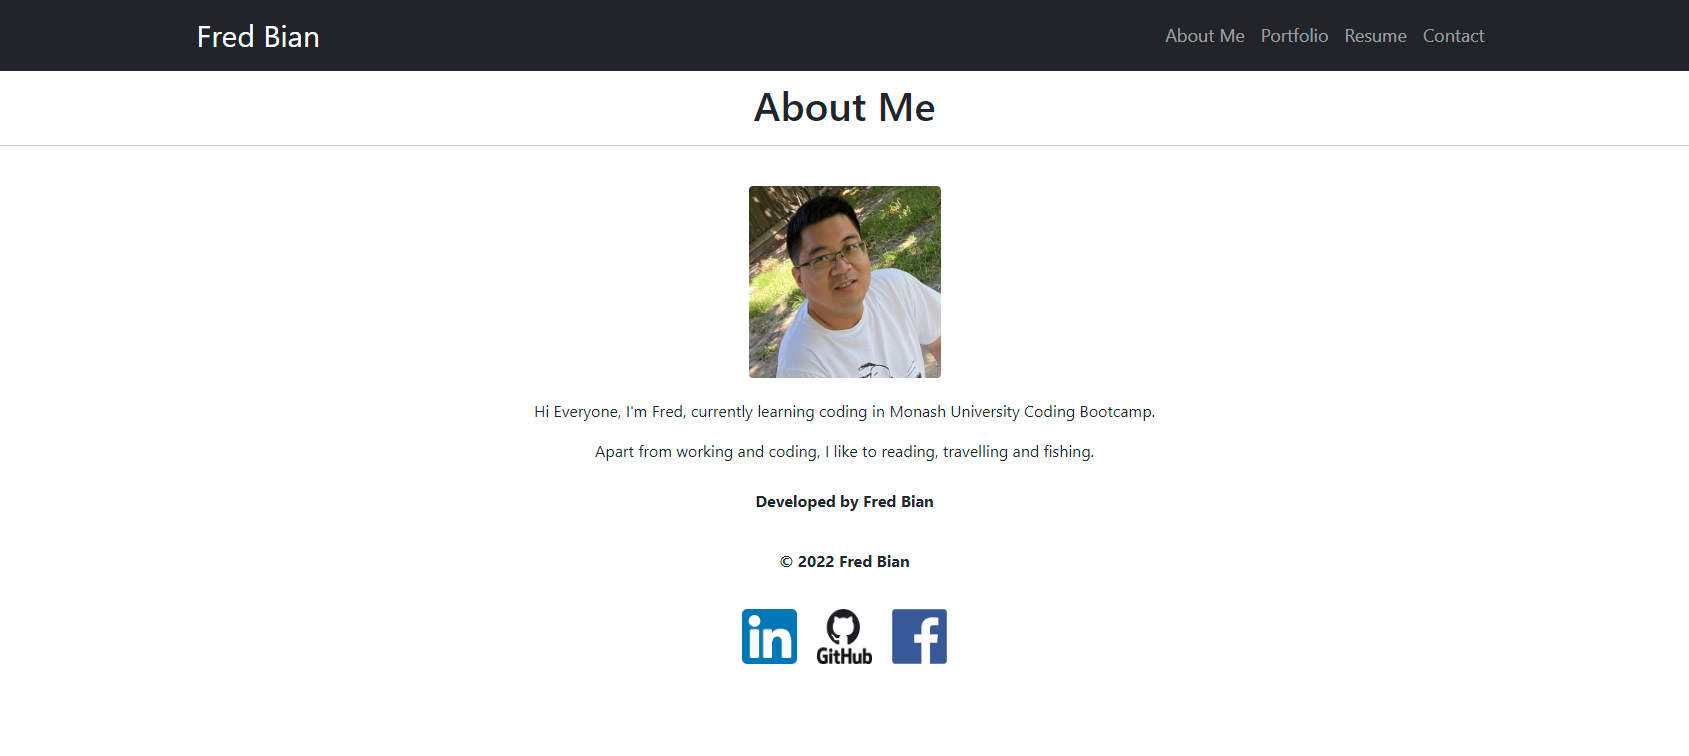 Fred Bian
About Me Portfolio Resume Contact
About Me
Hi Everyone, I'm Fred, currently learning coding in Monash University Coding Bootcamp.
Apart from working and coding, I like to reading, travelling and fishing.
Developed by Fred Bian
© 2022 Fred Bian
in GitHub f